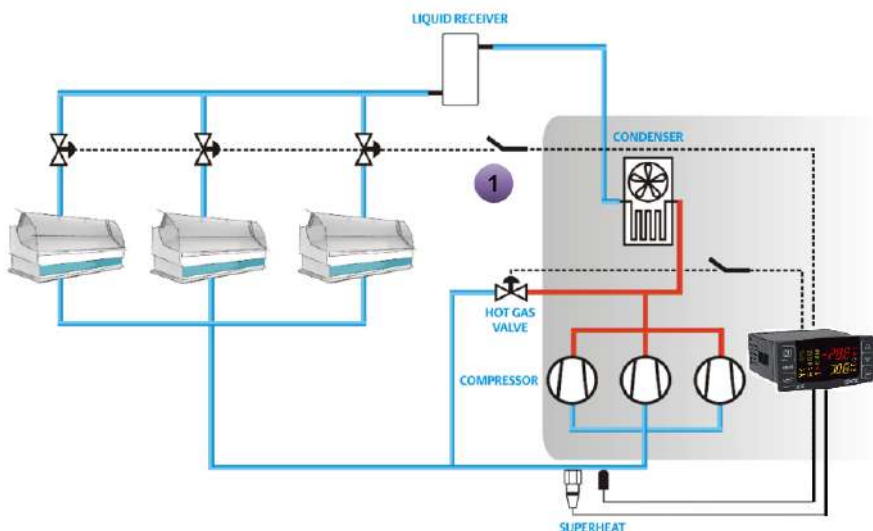 LIQUID RECEIVER
CONDENSER
1
HOT GAS
VALVE
COMPRESSOR
SUPERHEAT